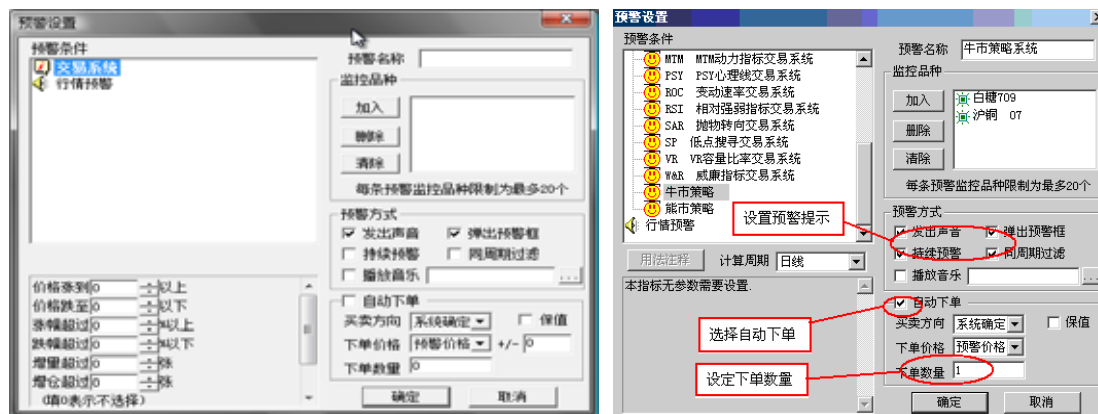 预警设置
预警条件
交易系统
行情预警
预警名称
监控品种
加入
删除
清除
每条预警监控品种限制为最多20个
预警方式
发出声音
弹出预警框
持续预警
同周期过滤
播放音乐
...
价格涨到0 以上
价格跌至0 以下
涨幅超过0 %以上
跌幅超过0 %以下
增量超过0 张
增仓超过0 张
(填0表示不选择)
自动下单
买卖方向 系统确定 保值
下单价格 预警价格 +/- 0
下单数量 0
确定 取消
预警设置
预警条件
MTM MTM动力指标交易系统
PSY PSY心理线交易系统
ROC 变动速率交易系统
RSI 相对强弱指标交易系统
SAR 抛物转向交易系统
SP 低点搜寻交易系统
VR VR容量比率交易系统
W&R 威廉指标交易系统
牛市策略
熊市策略
行情预警
用法注释 计算周期 日线
本指标无参数需要设置.
预警名称 牛市策略系统
监控品种
加入
删除
清除
白糖709
沪铜 07
每条预警监控品种限制为最多20个
设置预警提示
预警方式
发出声音 弹出预警框
持续预警 同周期过滤
播放音乐
...
选择自动下单
自动下单
买卖方向 系统确定 保值
下单价格 预警价格
设定下单数量
下单数量 1
确定 取消